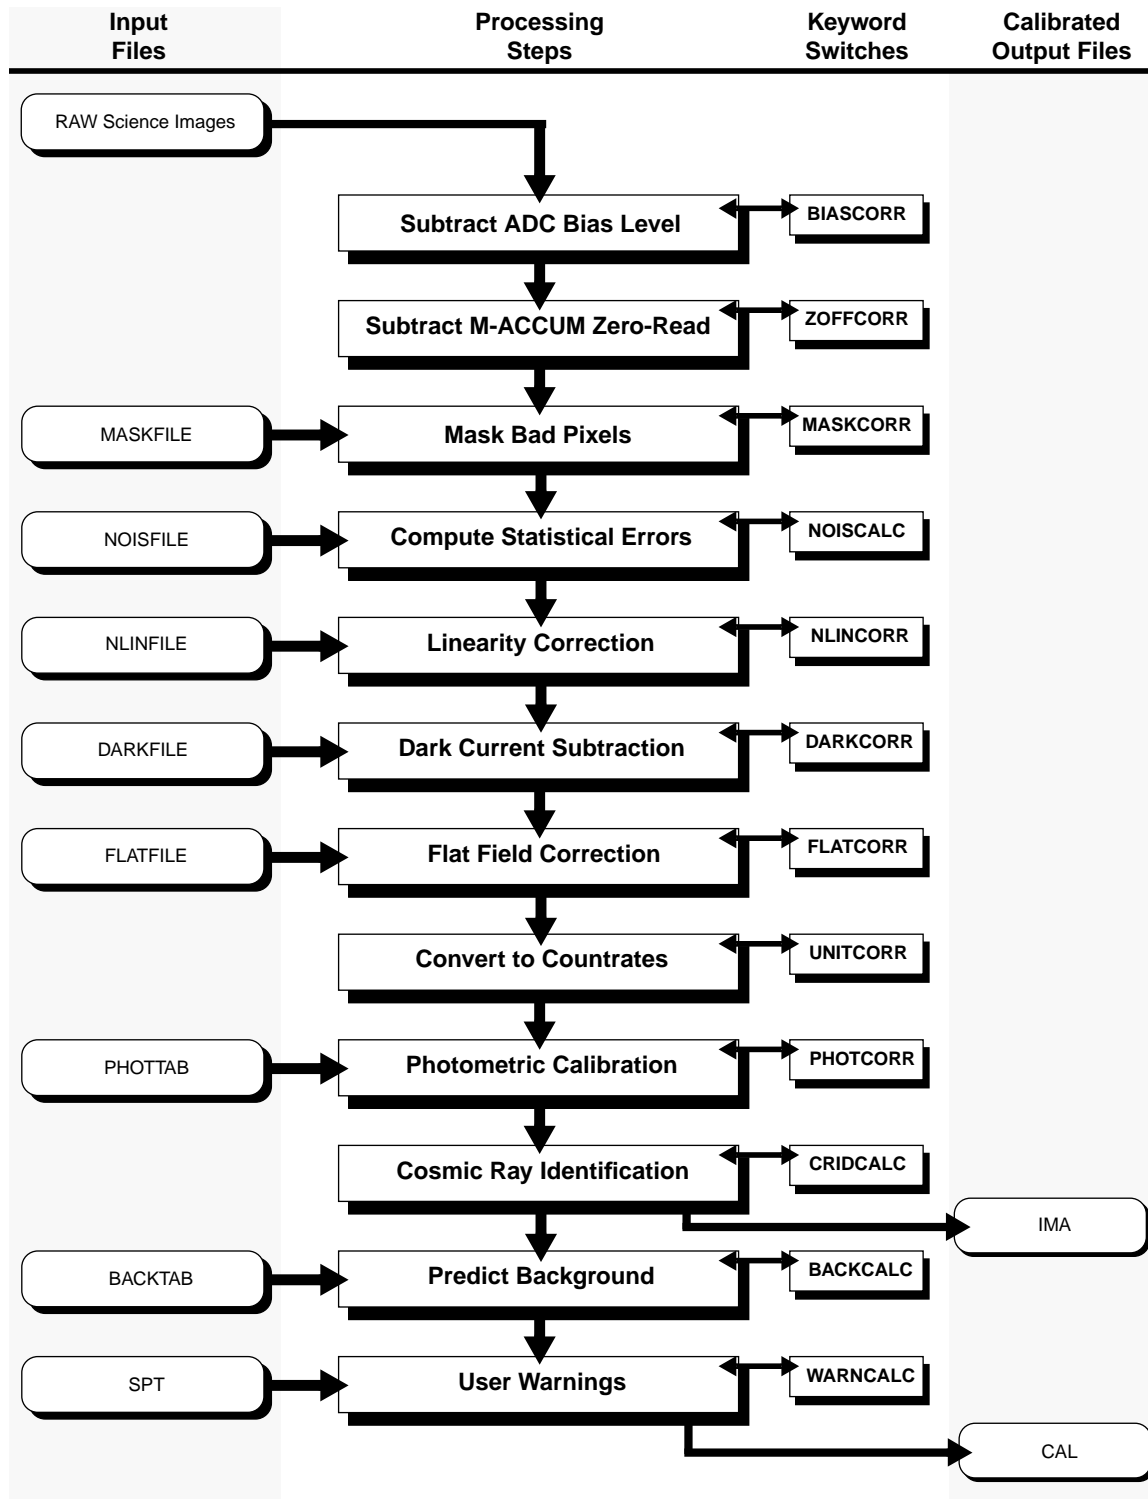 Input
Files
Processing
Steps
Keyword
Switches
Calibrated
Output Files
RAW Science Images
Subtract ADC Bias Level
BIASCORR
Subtract M-ACCUM Zero-Read
ZOFFCORR
MASKFILE
Mask Bad Pixels
MASKCORR
NOISFILE
Compute Statistical Errors
NOISCALC
NLINFILE
Linearity Correction
NLINCORR
DARKFILE
Dark Current Subtraction
DARKCORR
FLATFILE
Flat Field Correction
FLATCORR
Convert to Countrates
UNITCORR
PHOTTAB
Photometric Calibration
PHOTCORR
Cosmic Ray Identification
CRIDCALC
IMA
BACKTAB
Predict Background
BACKCALC
SPT
User Warnings
WARNCALC
CAL